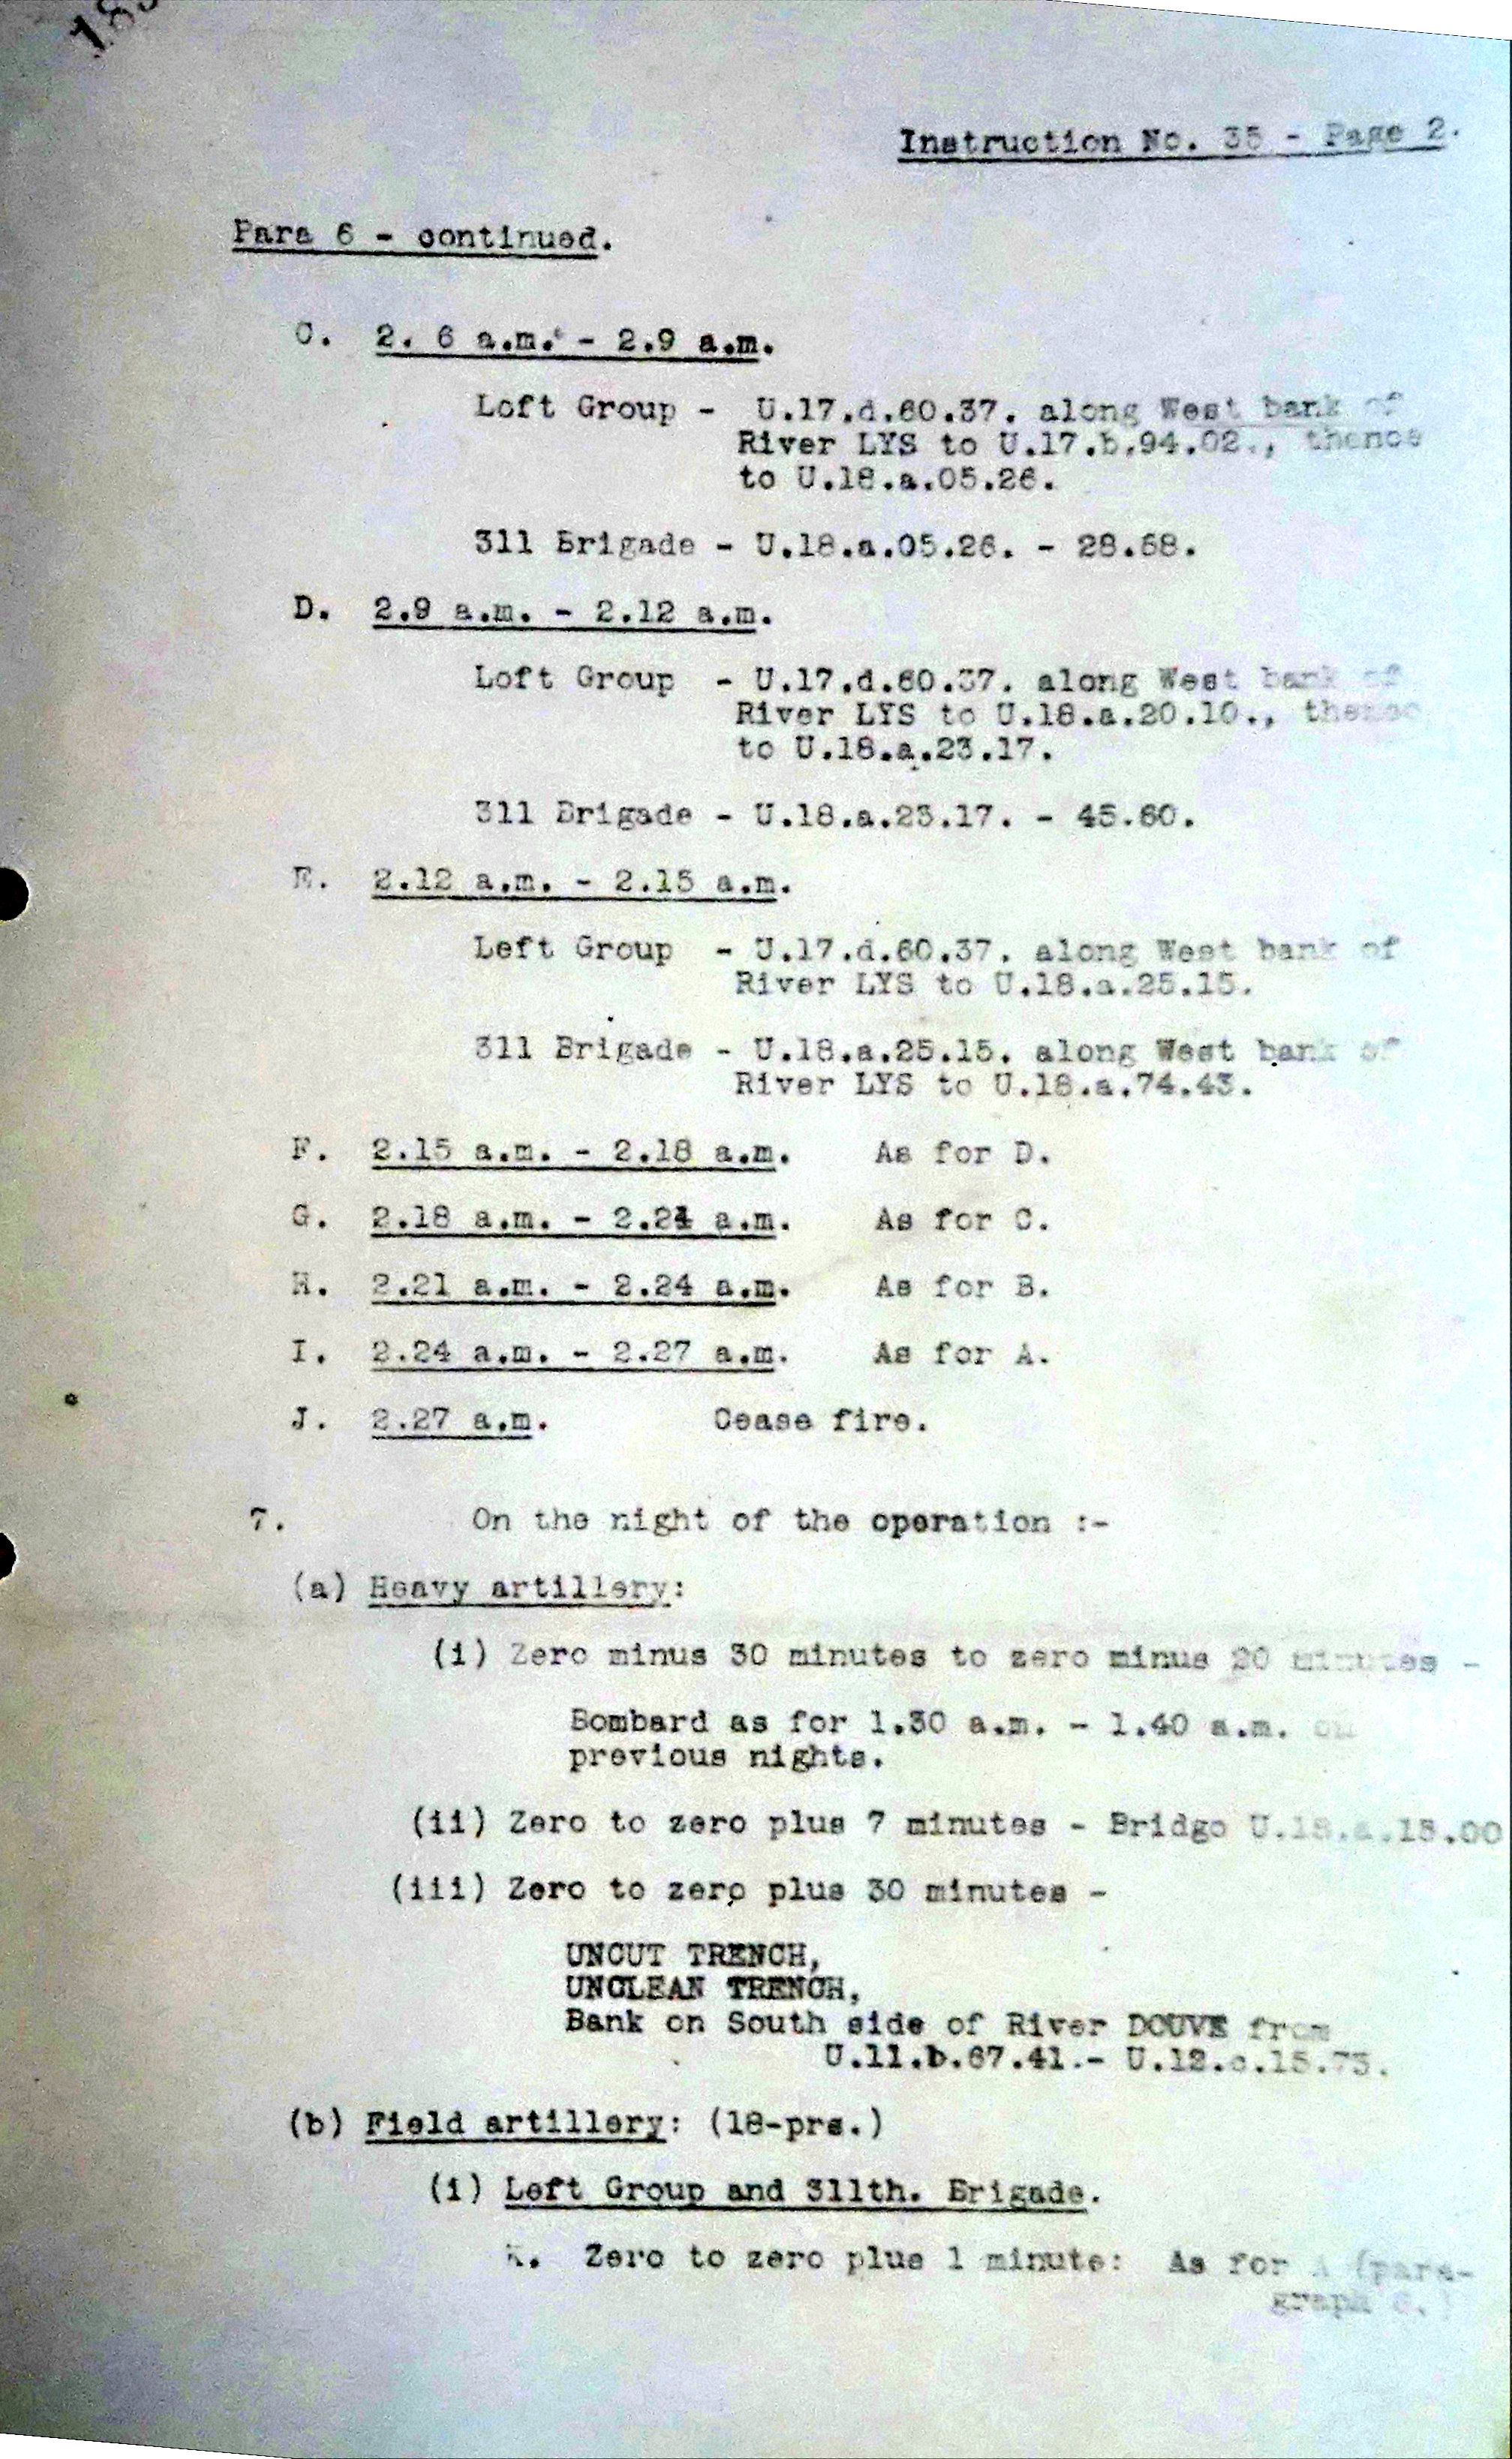 Instruction No. 35 - Page 2.
Para 6 - continued.
C. 2. 6 a.m. - 2.9 a.m.
Left Group - U.17.d.60.37. along West bank of
River LYS to U.17.b.94.02., thence
to U.18.a.05.26.
311 Brigade - U.18.a.05.26. - 28.68.
D. 2.9 a.m. - 2.12 a.m.
Left Group - U.17.d.60.37. along West bank of
River LYS to U.18.a.20.10., thence
to U.18.a.23.17.
311 Brigade - U.18.a.23.17. - 45.60.
E. 2.12 a.m. - 2.15 a.m.
Left Group - U.17.d.60.37. along West bank of
River LYS to U.18.a.25.15.
311 Brigade - U.18.a.25.15. along West bank of
River LYS to U.18.a.74.43.
F. 2.15 a.m. - 2.18 a.m. As for D.
G. 2.18 a.m. - 2.21 a.m. As for C.
H. 2.21 a.m. - 2.24 a.m. As for B.
I. 2.24 a.m. - 2.27 a.m. As for A.
J. 2.27 a.m. Cease fire.
7. On the night of the operation :-
(a) Heavy artillery:
(i) Zero minus 30 minutes to zero minus 20 minutes -
Bombard as for 1.30 a.m. - 1.40 a.m. on
previous nights.
(ii) Zero to zero plus 7 minutes - Bridge
(iii) Zero to zero plus 30 minutes -
UNCUT TRENCH,
UNCLEAN TRENCH,
Bank on South side of River DOUVE from
U.11.b.67.41.- U.12.c.15.73.
(b) Field artillery: (18-prs.)
(i) Left Group and 311th. Brigade.
Zero to zero plus 1 minute: As for A (para-
graph 6.)